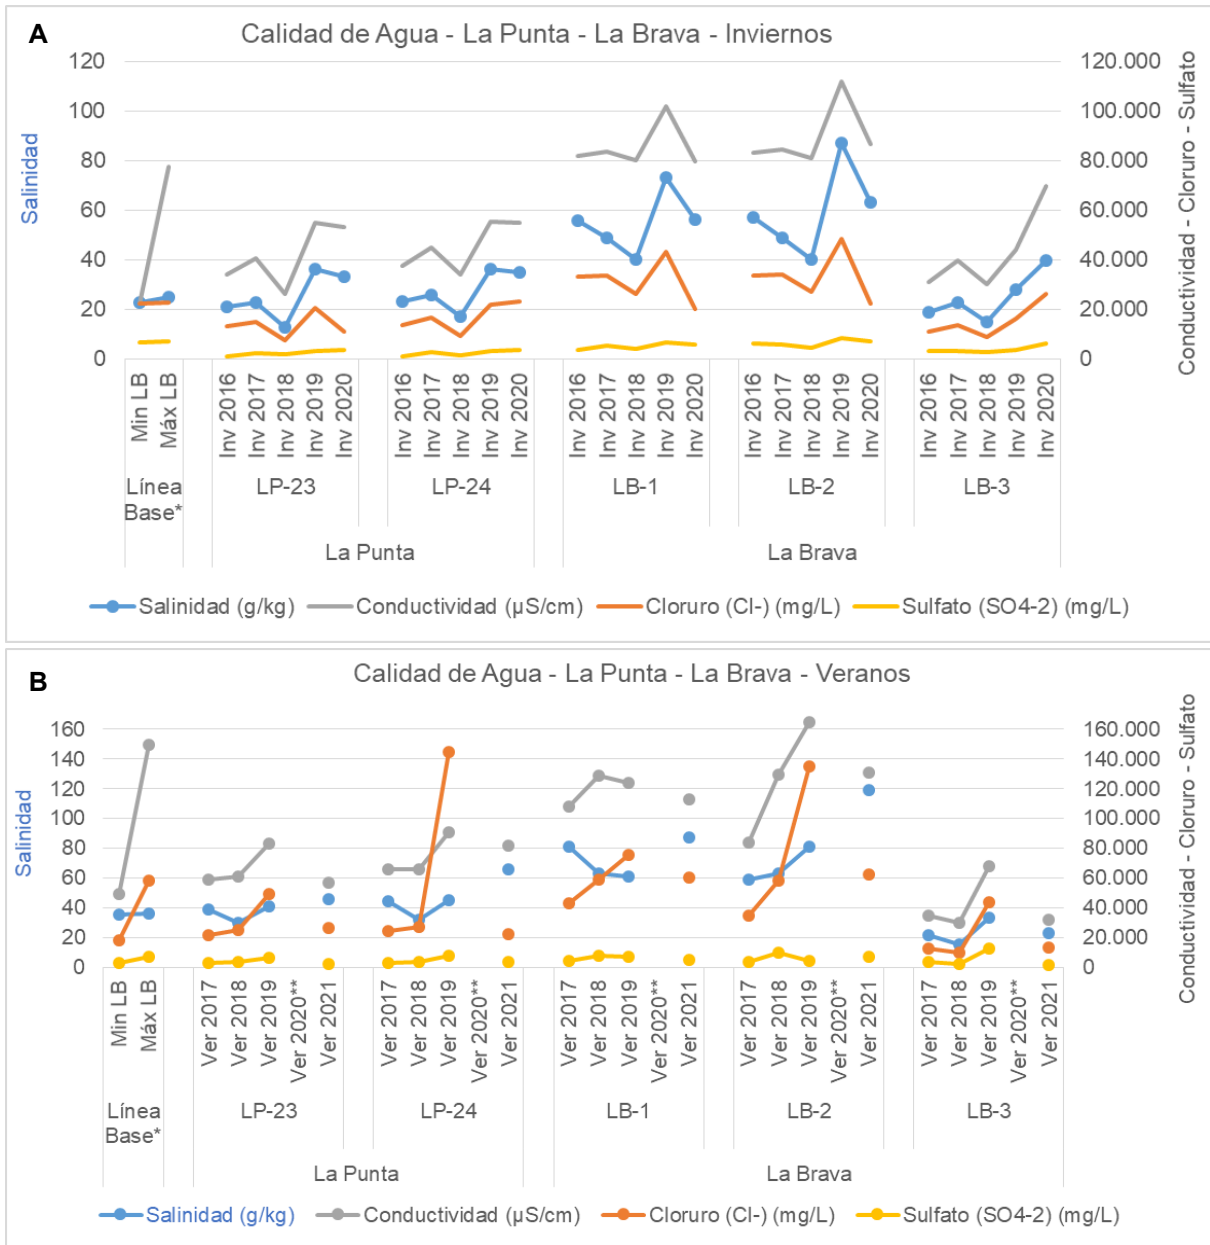 A
Calidad de Agua - La Punta - La Brava - Inviernos
Salinidad
120
100
80
60
40
20
0
120.000
100.000
80.000
60.000
40.000
20.000
0
Conductividad - Cloruro - Sulfato
Min LB
Máx LB
Inv 2016
Inv 2017
Inv 2018
Inv 2019
Inv 2020
Inv 2016
Inv 2017
Inv 2018
Inv 2019
Inv 2020
Inv 2016
Inv 2017
Inv 2018
Inv 2019
Inv 2020
Inv 2016
Inv 2017
Inv 2018
Inv 2019
Inv 2020
Inv 2016
Inv 2017
Inv 2018
Inv 2019
Inv 2020
Línea
Base*
LP-23
LP-24
LB-1
LB-2
LB-3
La Punta
La Brava
Salinidad (g/kg)
Conductividad (µS/cm)
Cloruro (Cl-) (mg/L)
Sulfato (SO4-2) (mg/L)
B
Calidad de Agua - La Punta - La Brava - Veranos
Salinidad
160
140
120
100
80
60
40
20
0
160.000
140.000
120.000
100.000
80.000
60.000
40.000
20.000
0
Conductividad - Cloruro - Sulfato
Min LB
Máx LB
Ver 2017
Ver 2018
Ver 2019
Ver 2020**
Ver 2021
Ver 2017
Ver 2018
Ver 2019
Ver 2020**
Ver 2021
Ver 2017
Ver 2018
Ver 2019
Ver 2020**
Ver 2021
Ver 2017
Ver 2018
Ver 2019
Ver 2020**
Ver 2021
Ver 2017
Ver 2018
Ver 2019
Ver 2020**
Ver 2021
Línea
Base*
LP-23
LP-24
LB-1
LB-2
LB-3
La Punta
La Brava
Salinidad (g/kg)
Conductividad (µS/cm)
Cloruro (Cl-) (mg/L)
Sulfato (SO4-2) (mg/L)